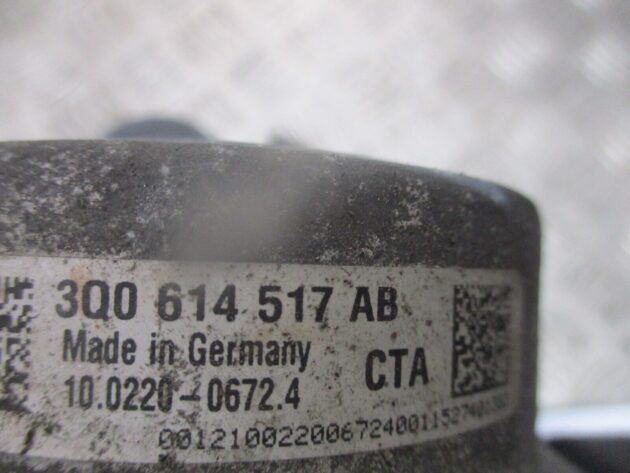 3Q0 614 517 AB
Made in Germany
CTA
10.0220-0672.4